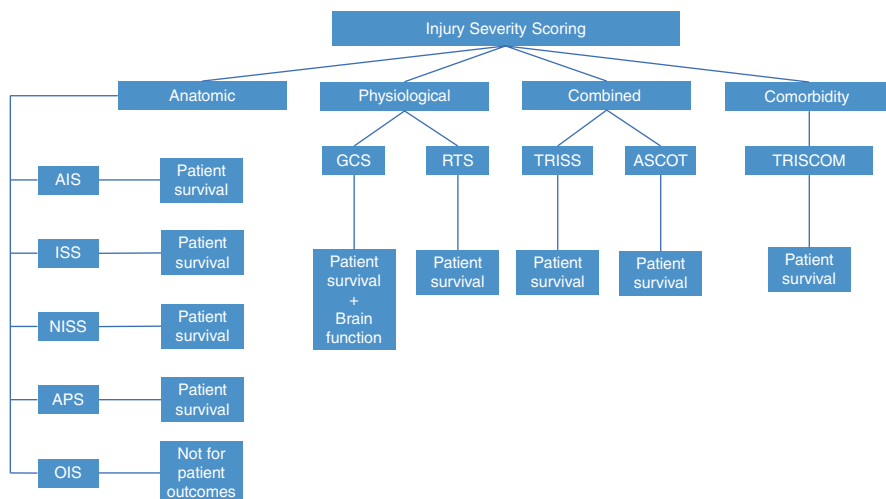 Injury Severity Scoring
Anatomic
Physiological
Combined
Comorbidity
GCS
RTS
TRISS
ASCOT
TRISCOM
AIS
Patient
survival
ISS
Patient
survival
NISS
Patient
survival
APS
Patient
survival
OIS
Not for
patient
outcomes
Patient
survival
+
Brain
function
Patient
survival
Patient
survival
Patient
survival
Patient
survival